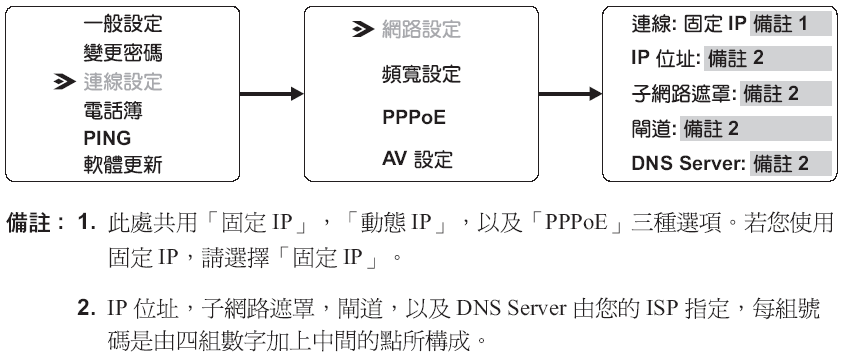 一般設定
變更密碼
連線設定
電話簿
PING
軟體更新
網路設定
頻寬設定
PPPoE
AV 設定
連線: 固定 IP 備註 1
IP 位址: 備註 2
子網路遮罩: 備註 2
閘道: 備註 2
DNS Server: 備註 2
備註： 1. 此處共用「固定 IP」，「動態 IP」，以及「PPPoE」三種選項。若您使用
固定 IP，請選擇「固定 IP」。
2. IP 位址，子網路遮罩，閘道，以及 DNS Server 由您的 ISP 指定，每組號
碼是由四組數字加上中間的點所構成。